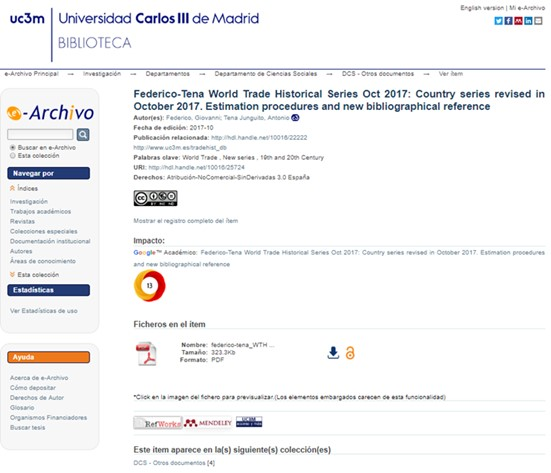 English version | Mi e-Archivo
uc3m Universidad Carlos III de Madrid
BIBLIOTECA
e-Archivo Principal → Investigación → Departamentos → Departamento de Ciencias Sociales → DCS - Otros documentos → Ver ítem
e-Archivo
Buscar en e-Archivo
Esta colección
Navegar por
Índices
Investigación
Trabajos académicos
Revistas
Colecciones especiales
Documentación institucional
Autores
Áreas de conocimiento
Esta colección
Estadísticas
Ver Estadísticas de uso
Ayuda
Acerca de e-Archivo
Cómo depositar
Derechos de Autor
Glosario
Organismos Financiadores
Buscar tesis
Federico-Tena World Trade Historical Series Oct 2017: Country series revised in
October 2017. Estimation procedures and new bibliographical reference
Autor(es): Federico, Giovanni; Tena Junguito, Antonio
Fecha de edición: 2017-10
Publicación relacionada: http://hdl.handle.net/10016/22222
http://www.uc3m.es/tradehist_db
Palabras clave: World Trade , New series , 19th and 20th Century
URI: http://hdl.handle.net/10016/25724
Derechos: Atribución-NoComercial-SinDerivadas 3.0 España
BY NC ND
Mostrar el registro completo del ítem
Impacto:
Google™ Académico: Federico-Tena World Trade Historical Series Oct 2017: Country series revised in October 2017. Estimation procedures
and new bibliographical reference
13
Ficheros en el ítem
Nombre: federico-tena_WTH ...
Tamaño: 323.3Kb
Formato: PDF
*Click en la imagen del fichero para previsualizar.(Los elementos embargados carecen de esta funcionalidad)
RefWorks MENDELEY UC3M
Este ítem aparece en la(s) siguiente(s) colección(es)
DCS - Otros documentos [4]